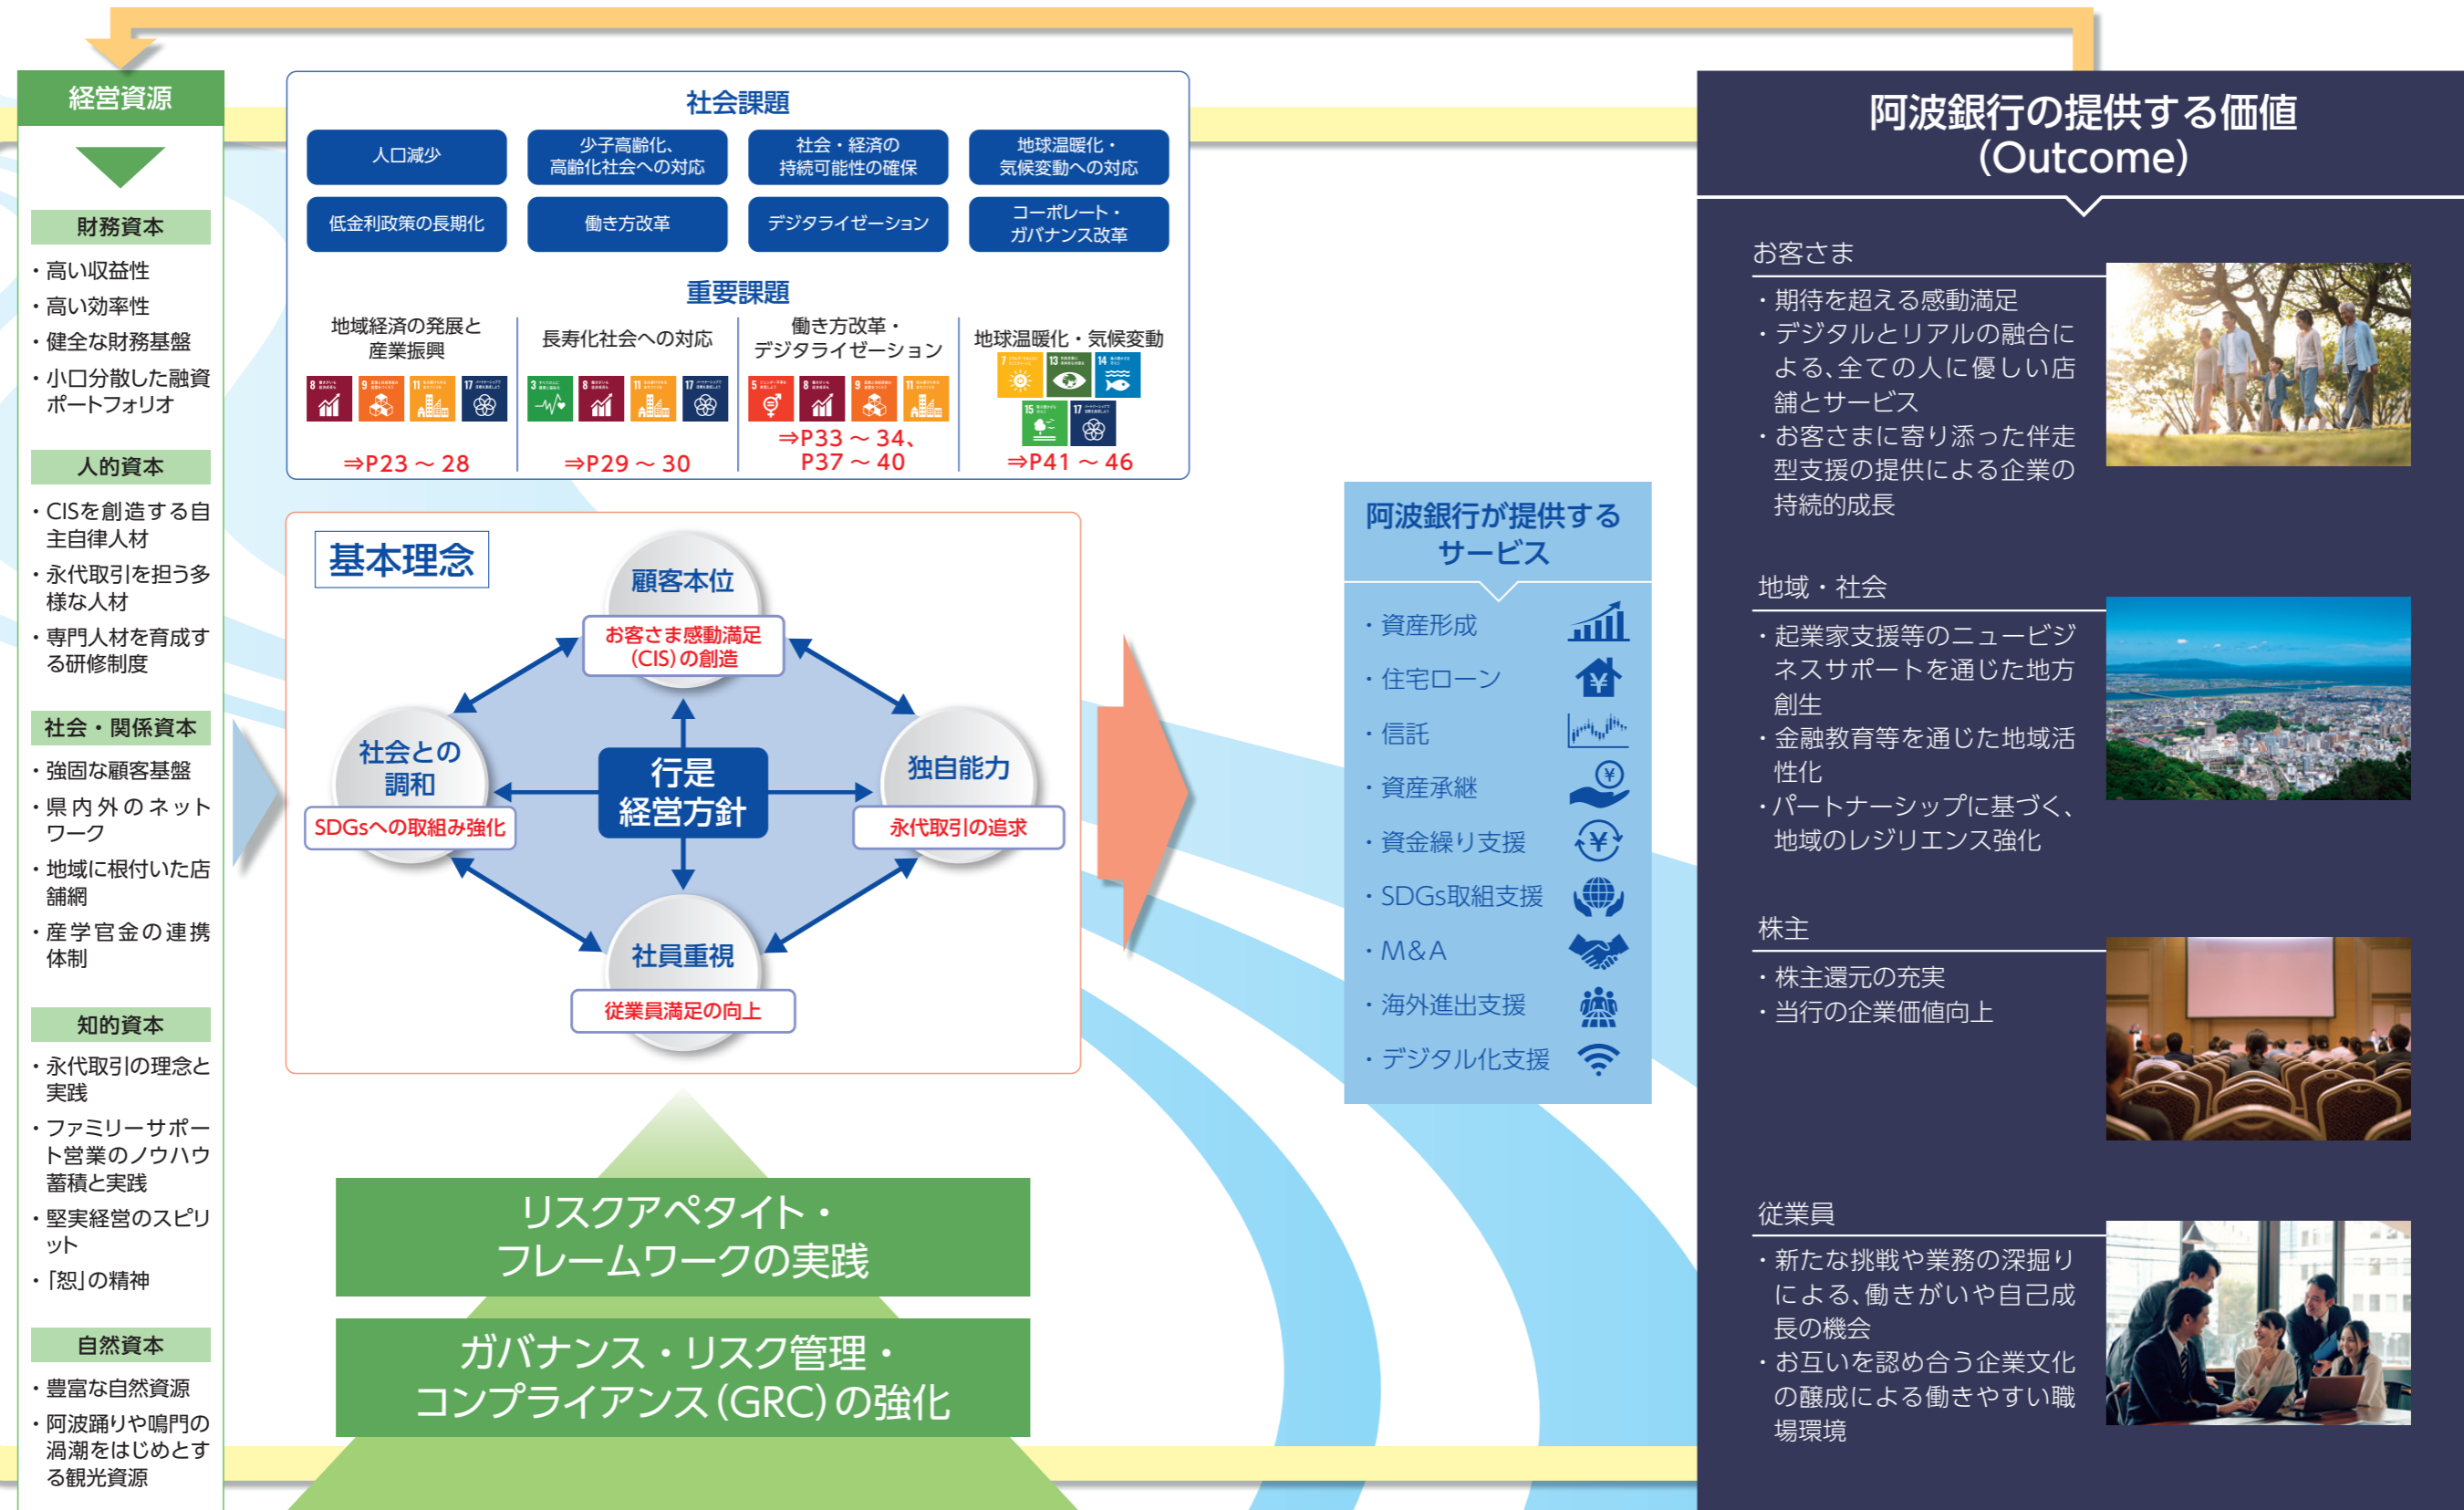 経営資源
財務資本
・高い収益性
・高い効率性
・健全な財務基盤
・小口分散した融資
ポートフォリオ
人的資本
・CISを創造する自
主自律人材
・永代取引を担う多
様な人材
・専門人材を育成す
る研修制度
社会・関係資本
・強固な顧客基盤
・県内外のネット
ワーク
・地域に根付いた店
舗網
・産学官金の連携
体制
知的資本
・永代取引の理念と
実践
・ファミリーサポー
ト営業のノウハウ
蓄積と実践
・堅実経営のスピリ
ット
・「恕」の精神
自然資本
・豊富な自然資源
・阿波踊りや鳴門の
渦潮をはじめとす
る観光資源
社会課題
人口減少
少子高齢化、
高齢化社会への対応
社会・経済の
持続可能性の確保
地球温暖化・
気候変動への対応
低金利政策の長期化
働き方改革
デジタライゼーション
コーポレート・
ガバナンス改革
重要課題
地域経済の発展と
産業振興
8
9
11
17
⇒P23 ～ 28
長寿化社会への対応
3
8
11
17
⇒P29 ～ 30
働き方改革・
デジタライゼーション
5
8
9
11
⇒P33 ～ 34、
P37 ～ 40
地球温暖化・気候変動
7
13
14
15
17
⇒P41 ～ 46
基本理念
顧客本位
お客さま感動満足
(CIS)の創造
社会との
調和
SDGsへの取組み強化
行是
経営方針
独自能力
永代取引の追求
社員重視
従業員満足の向上
リスクアペタイト・
フレームワークの実践
ガバナンス・リスク管理・
コンプライアンス(GRC)の強化
阿波銀行が提供する
サービス
・資産形成
・住宅ローン
・信託
・資産承継
・資金繰り支援
・SDGs取組支援
・M&A
・海外進出支援
・デジタル化支援
阿波銀行の提供する価値
(Outcome)
お客さま
・期待を超える感動満足
・デジタルとリアルの融合に
よる、全ての人に優しい店
舗とサービス
・お客さまに寄り添った伴走
型支援の提供による企業の
持続的成長
地域・社会
・起業家支援等のニュービジ
ネスサポートを通じた地方
創生
・金融教育等を通じた地域活
性化
・パートナーシップに基づく、
地域のレジリエンス強化
株主
・株主還元の充実
・当行の企業価値向上
従業員
・新たな挑戦や業務の深掘り
による、働きがいや自己成
長の機会
・お互いを認め合う企業文化
の醸成による働きやすい職
場環境